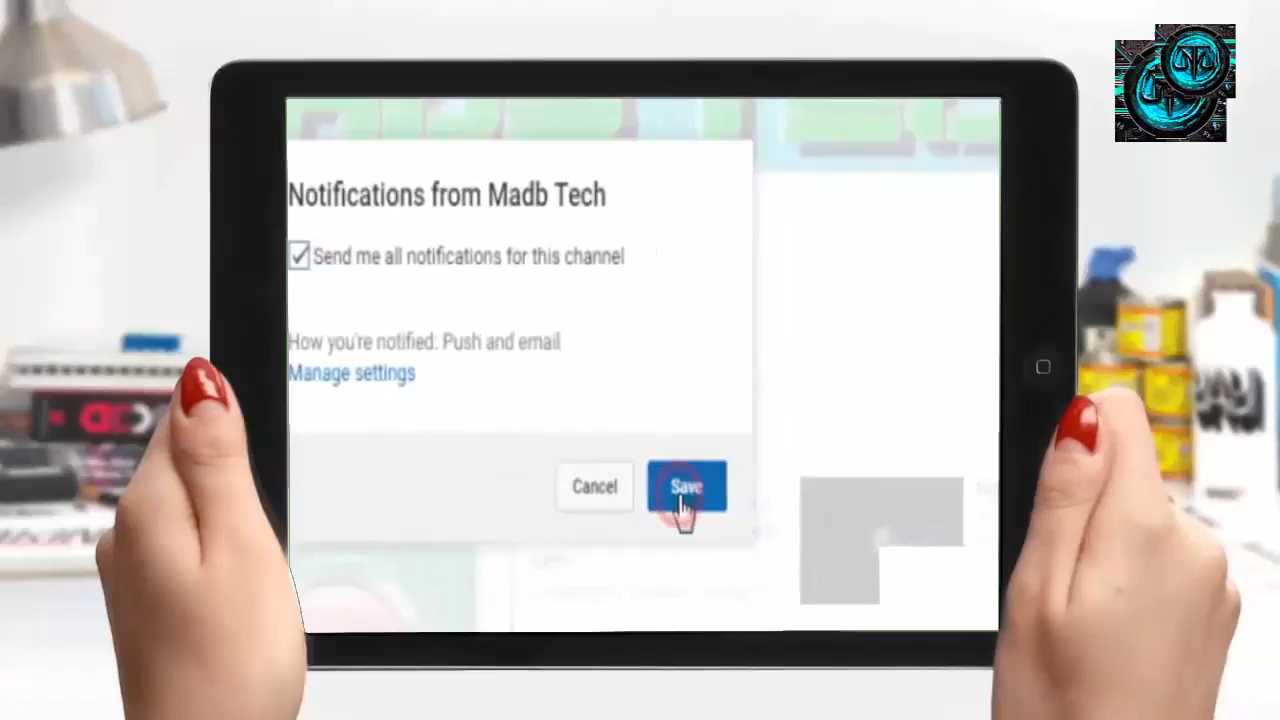 Notifications from Madb Tech
Send me all notifications for this channel
How you're notified: Push and email
Manage settings
Cancel
Save